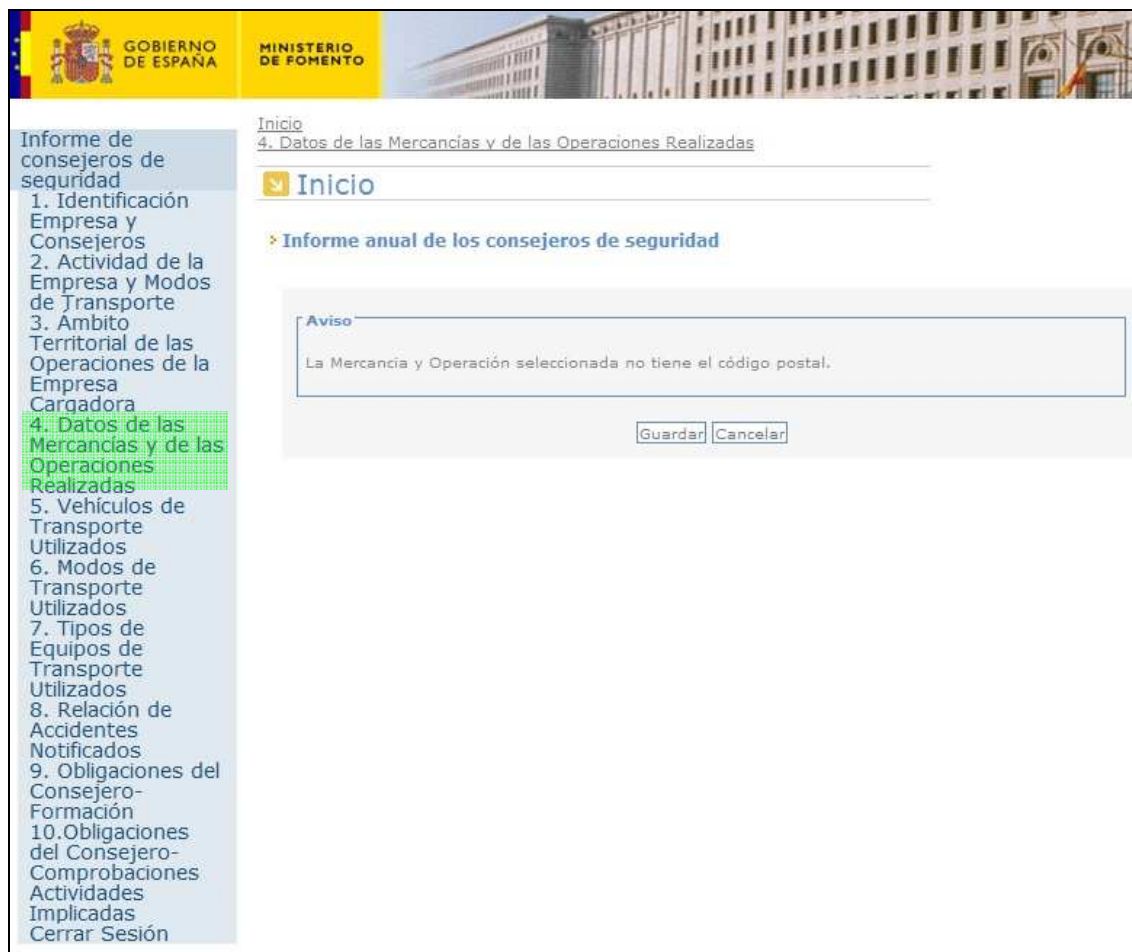 GOBIERNO
DE ESPAÑA
MINISTERIO
DE FOMENTO
Informe de
consejeros de
seguridad
1. Identificación
Empresa y
Consejeros
2. Actividad de la
Empresa y Modos
de Transporte
3. Ámbito
Territorial de las
Operaciones de la
Empresa
Cargadora
4. Datos de las
Mercancías y de las
Operaciones
Realizadas
5. Vehículos de
Transporte
Utilizados
6. Modos de
Transporte
Utilizados
7. Tipos de
Equipos de
Transporte
Utilizados
8. Relación de
Accidentes
Notificados
9. Obligaciones del
Consejero-
Formación
10.Obligaciones
del Consejero-
Comprobaciones
Actividades
Implicadas
Cerrar Sesión
Inicio
4. Datos de las Mercancías y de las Operaciones Realizadas
Inicio
Informe anual de los consejeros de seguridad
Aviso
La Mercancia y Operación seleccionada no tiene el código postal.
Guardar Cancelar